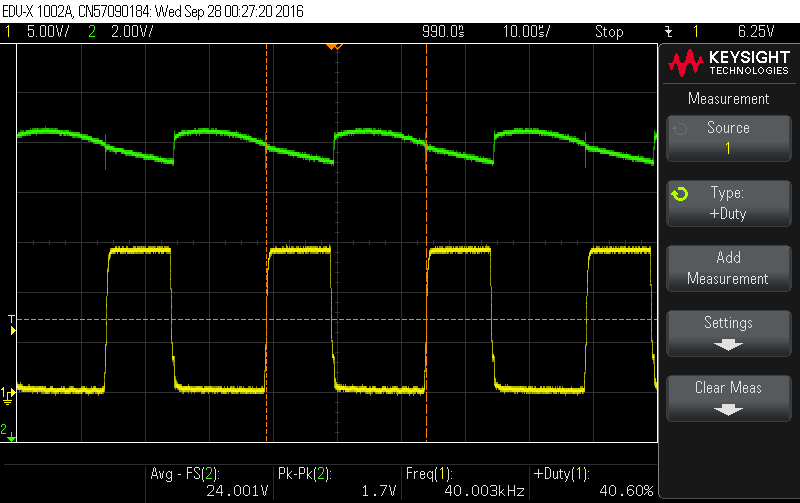 EDU-X 1002A, CN57090184: Wed Sep 28 00:27:20 2016
1 5.00V/ 2 2.00V/ 990.0ns 10.00s/ Stop 1 6.25V
KEYSIGHT
TECHNOLOGIES
Measurement
Source
1
Type:
+Duty
Add
Measurement
Settings
Clear Meas
T
1
2
Avg - FS(2): Pk-Pk(2): Freq(1): +Duty(1):
24.001V 1.7V 40.003kHz 40.60%